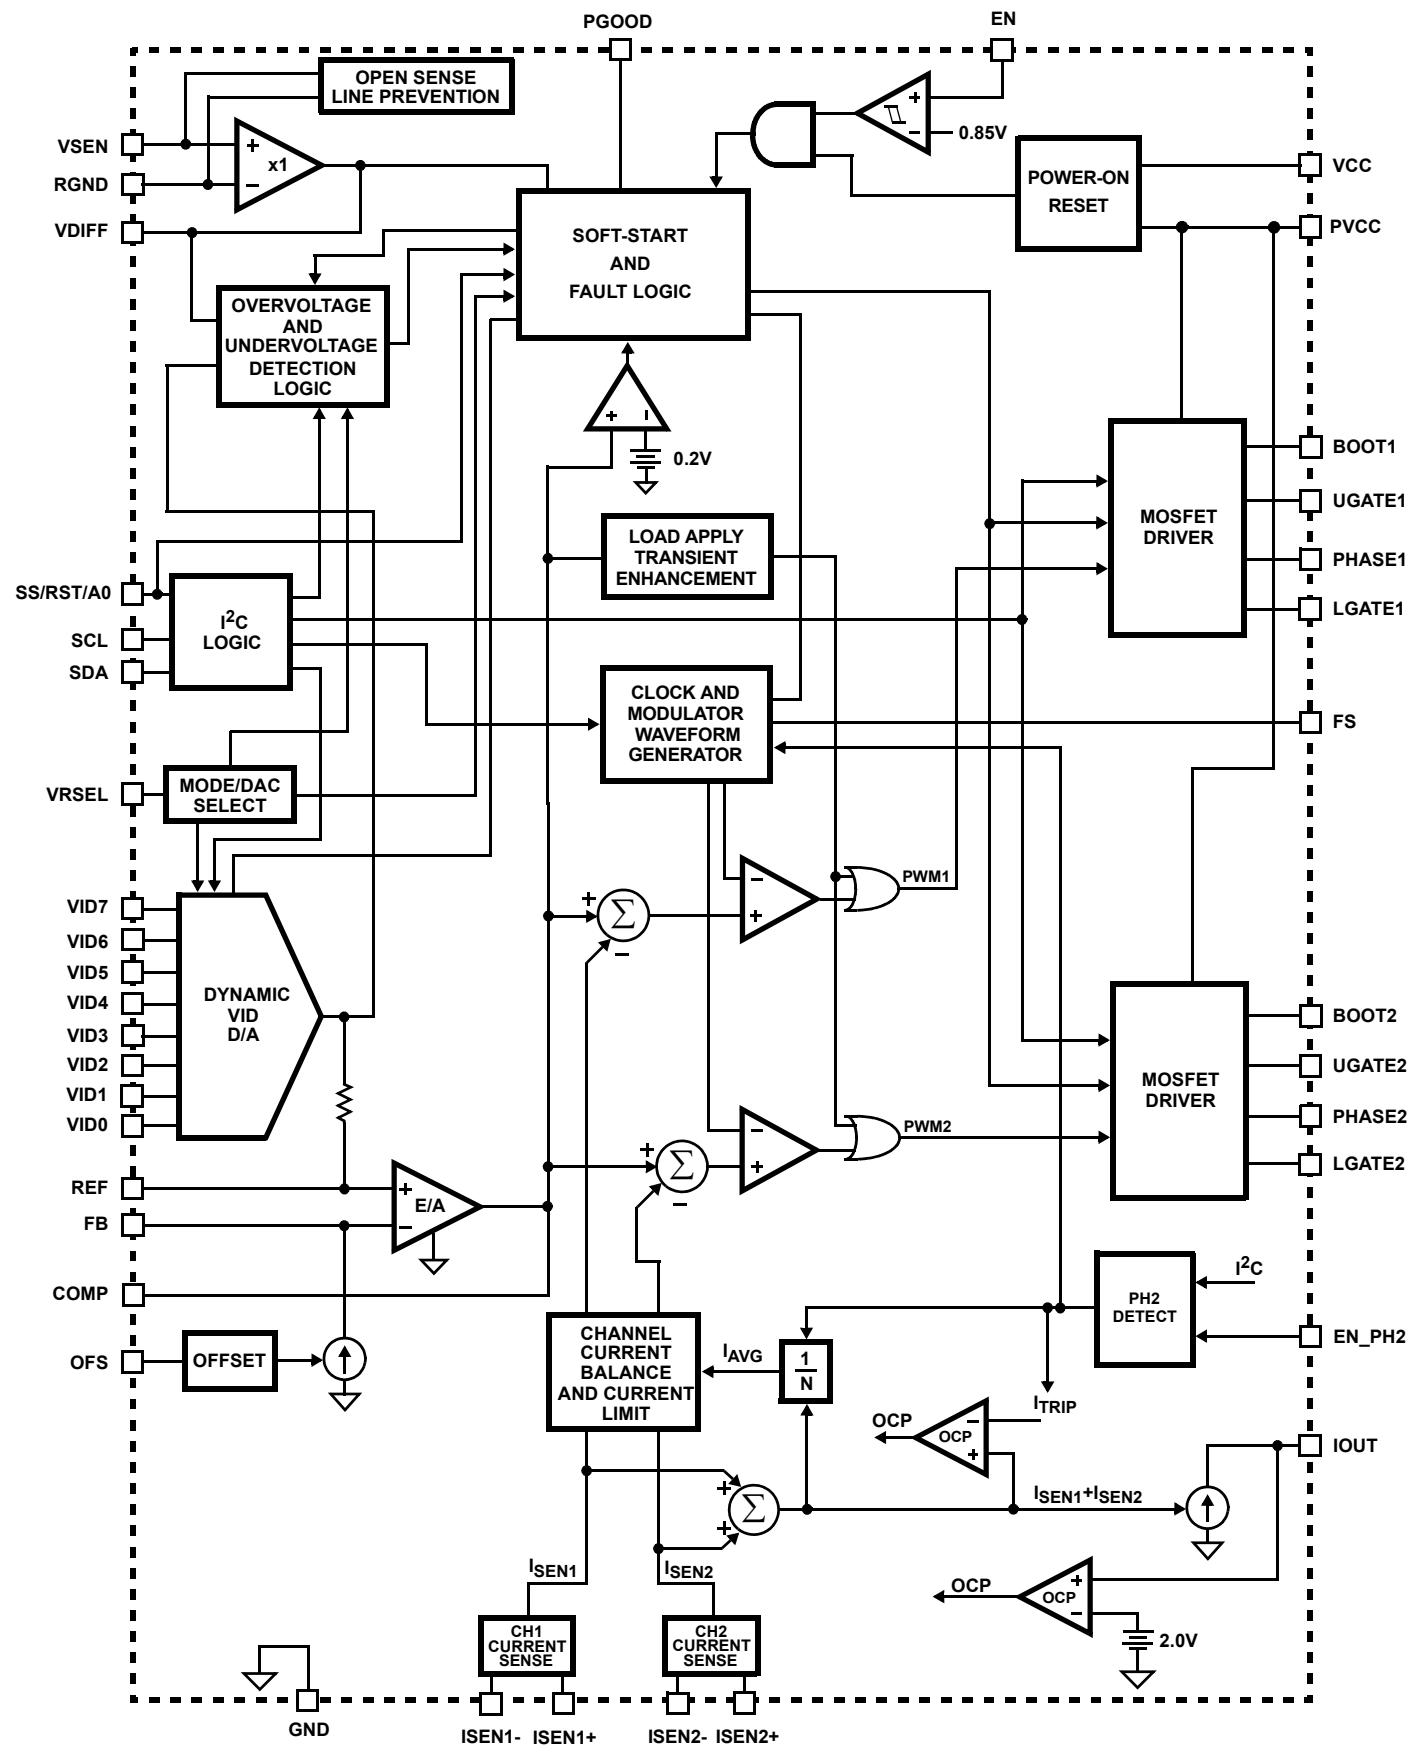 PGOOD
EN
OPEN SENSE
LINE PREVENTION
+
−
0.85V
VSEN
+
x1
−
RGND
VDIFF
POWER-ON
RESET
VCC
PVCC
SOFT-START
AND
FAULT LOGIC
OVERVOLTAGE
AND
UNDERVOLTAGE
DETECTION
LOGIC
+
−
0.2V
BOOT1
UGATE1
PHASE1
LGATE1
MOSFET
DRIVER
LOAD APPLY
TRANSIENT
ENHANCEMENT
SS/RST/A0
SCL
SDA
I2C
LOGIC
CLOCK AND
MODULATOR
WAVEFORM
GENERATOR
FS
VRSEL
MODE/DAC
SELECT
VID7
VID6
VID5
VID4
VID3
VID2
VID1
VID0
DYNAMIC
VID
D/A
+
Σ
−
−
+
PWM1
+
Σ
−
−
+
PWM2
MOSFET
DRIVER
BOOT2
UGATE2
PHASE2
LGATE2
REF
FB
+
E/A
−
COMP
OFS
OFFSET
CHANNEL
CURRENT
BALANCE
AND CURRENT
LIMIT
IAVG
1
N
PH2
DETECT
I2C
EN_PH2
ITRIP
OCP
−
OCP
+
IOUT
+
Σ
+
ISEN1+ISEN2
ISEN1
ISEN2
OCP
+
OCP
−
2.0V
CH1
CURRENT
SENSE
CH2
CURRENT
SENSE
GND
ISEN1- ISEN1+
ISEN2- ISEN2+